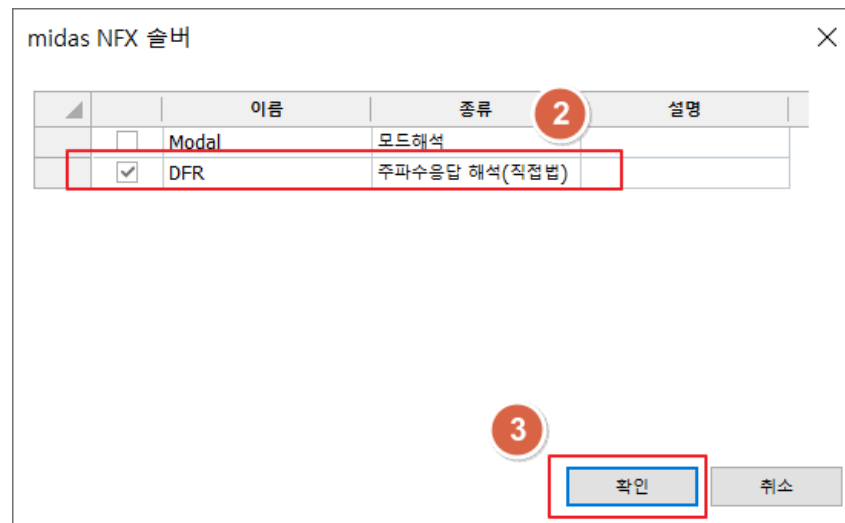 midas NFX 솔버
이름 종류 2 설명
Modal 모드해석
DFR 주파수응답 해석(직접법)
3
확인 취소